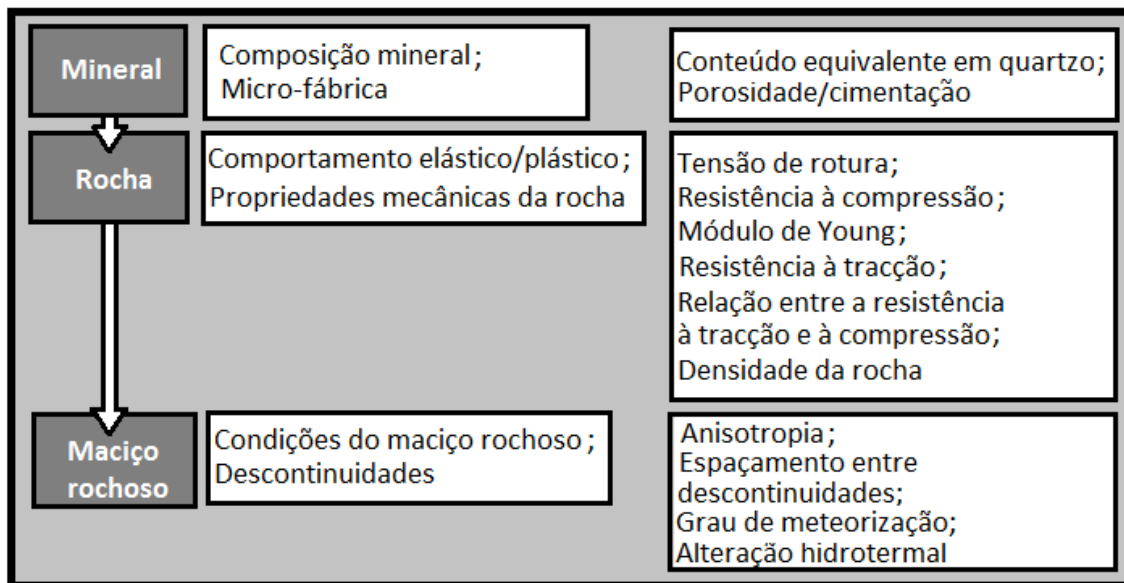 Mineral
Composição mineral;
Micro-fábrica
Conteúdo equivalente em quartzo;
Porosidade/cimentação
Rocha
Comportamento elástico/plástico;
Propriedades mecânicas da rocha
Tensão de rotura;
Resistência à compressão;
Módulo de Young;
Resistência à tracção;
Relação entre a resistência
à tracção e à compressão;
Densidade da rocha
Maciço
rochoso
Condições do maciço rochoso;
Descontinuidades
Anisotropia;
Espaçamento entre
descontinuidades;
Grau de meteorização;
Alteração hidrotermal